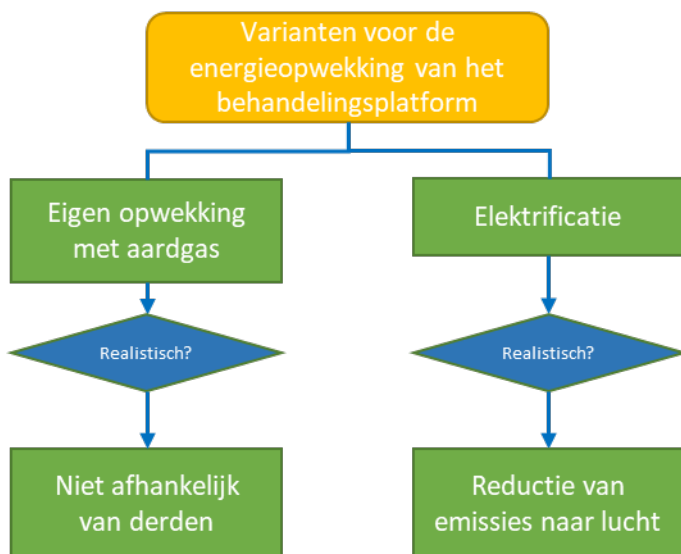 Varianten voor de
energieopwekking van het
behandelingsplatform
Eigen opwekking
met aardgas
Elektrificatie
Realistisch?
Realistisch?
Niet afhankelijk
van derden
Reductie van
emissies naar lucht